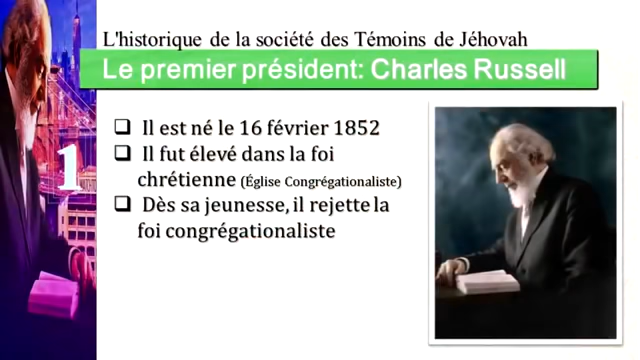 L'historique de la société des Témoins de Jéhovah
Le premier président: Charles Russell
1
❑ Il est né le 16 février 1852
❑ Il fut élevé dans la foi
chrétienne (Église Congrégationaliste)
❑ Dès sa jeunesse, il rejette la
foi congrégationaliste